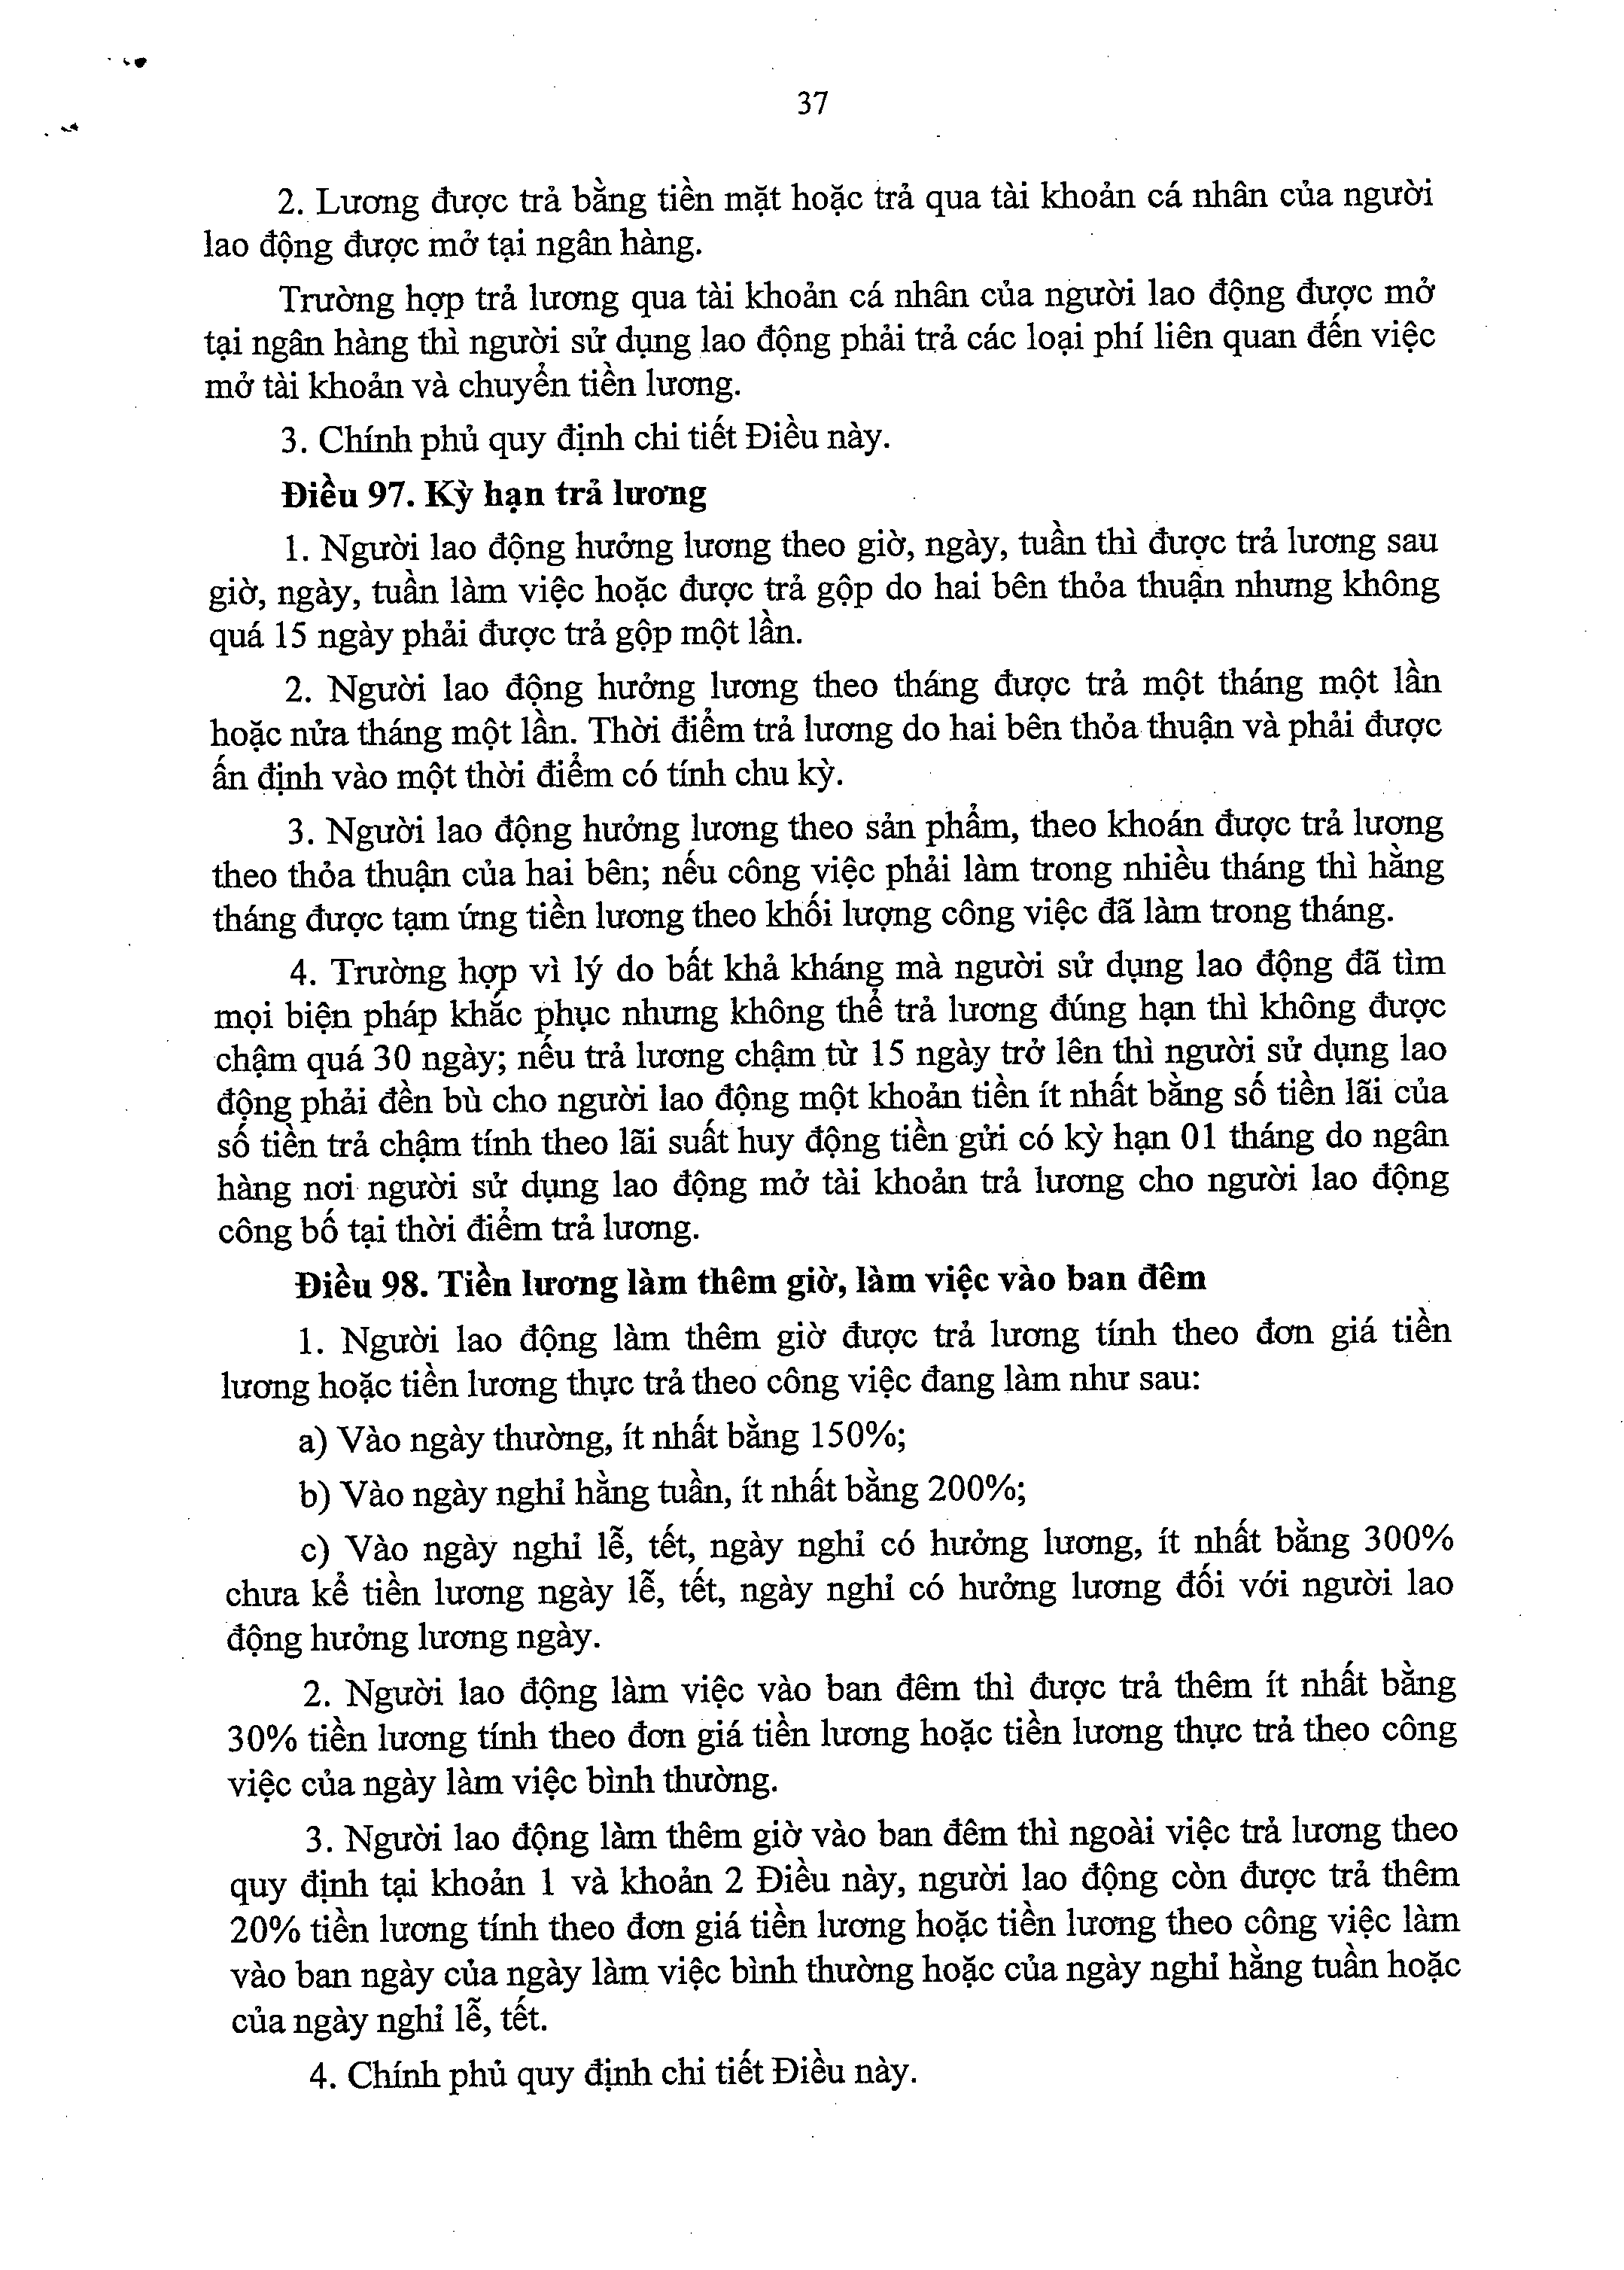 37
2. Lương được trả bằng tiền mặt hoặc trả qua tài khoản cá nhân của người
lao động được mở tại ngân hàng.
Trường hợp trả lương qua tài khoản cá nhân của người lao động được mở
tại ngân hàng thì người sử dụng lao động phải trả các loại phí liên quan đến việc
mở tài khoản và chuyển tiền lương.
3. Chính phủ quy định chi tiết Điều này.
Điều 97. Kỳ hạn trả lương
1. Người lao động hưởng lương theo giờ, ngày, tuần thì được trả lương sau
giờ, ngày, tuần làm việc hoặc được trả gộp do hai bên thỏa thuận nhưng không
quá 15 ngày phải được trả gộp một lần.
2. Người lao động hưởng lương theo tháng được trả một tháng một lần
hoặc nửa tháng một lần. Thời điểm trả lương do hai bên thỏa thuận và phải được
ấn định vào một thời điểm có tính chu kỳ.
3. Người lao động hưởng lương theo sản phẩm, theo khoán được trả lương
theo thỏa thuận của hai bên; nếu công việc phải làm trong nhiều tháng thì hằng
tháng được tạm ứng tiền lương theo khối lượng công việc đã làm trong tháng.
4. Trường hợp vì lý do bất khả kháng mà người sử dụng lao động đã tìm
mọi biện pháp khắc phục nhưng không thể trả lương đúng hạn thì không được
chậm quá 30 ngày; nếu trả lương chậm từ 15 ngày trở lên thì người sử dụng lao
động phải đền bù cho người lao động một khoản tiền ít nhất bằng số tiền lãi của
số tiền trả chậm tính theo lãi suất huy động tiền gửi có kỳ hạn 01 tháng do ngân
hàng nơi người sử dụng lao động mở tài khoản trả lương cho người lao động
công bố tại thời điểm trả lương.
Điều 98. Tiền lương làm thêm giờ, làm việc vào ban đêm
1. Người lao động làm thêm giờ được trả lương tính theo đơn giá tiền
lương hoặc tiền lương thực trả theo công việc đang làm như sau:
a) Vào ngày thường, ít nhất bằng 150%;
b) Vào ngày nghỉ hằng tuần, ít nhất bằng 200%;
c) Vào ngày nghỉ lễ, tết, ngày nghỉ có hưởng lương, ít nhất bằng 300%
chưa kể tiền lương ngày lễ, tết, ngày nghỉ có hưởng lương đối với người lao
động hưởng lương ngày.
2. Người lao động làm việc vào ban đêm thì được trả thêm ít nhất bằng
30% tiền lương tính theo đơn giá tiền lương hoặc tiền lương thực trả theo công
việc của ngày làm việc bình thường.
3. Người lao động làm thêm giờ vào ban đêm thì ngoài việc trả lương theo
quy định tại khoản 1 và khoản 2 Điều này, người lao động còn được trả thêm
20% tiền lương tính theo đơn giá tiền lương hoặc tiền lương theo công việc làm
vào ban ngày của ngày làm việc bình thường hoặc của ngày nghỉ hằng tuần hoặc
của ngày nghỉ lễ, tết.
4. Chính phủ quy định chi tiết Điều này.